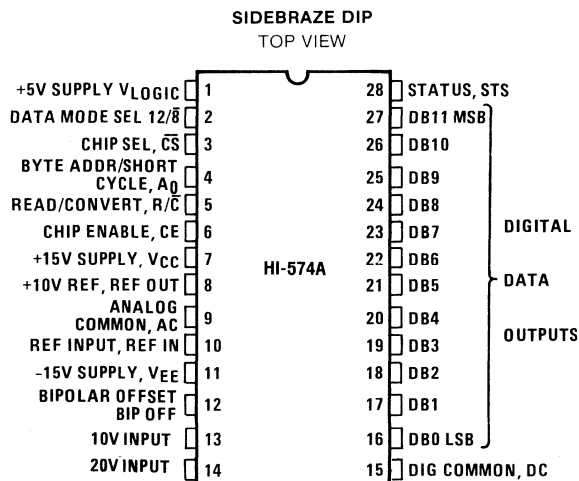 SIDEBRAZE DIP
TOP VIEW
+5V SUPPLY VLOGIC 1
DATA MODE SEL 12/8̅ 2
CHIP SEL, C̅S̅ 3
BYTE ADDR/SHORT
CYCLE, A0 4
READ/CONVERT, R/C̅ 5
CHIP ENABLE, CE 6
+15V SUPPLY, VCC 7
+10V REF, REF OUT 8
ANALOG
COMMON, AC 9
REF INPUT, REF IN 10
-15V SUPPLY, VEE 11
BIPOLAR OFFSET
BIP OFF 12
10V INPUT 13
20V INPUT 14
HI-574A
28 STATUS, STS
27 DB11 MSB
26 DB10
25 DB9
24 DB8
23 DB7
22 DB6
21 DB5
20 DB4
19 DB3
18 DB2
17 DB1
16 DB0 LSB
15 DIG COMMON, DC
DIGITAL
DATA
OUTPUTS